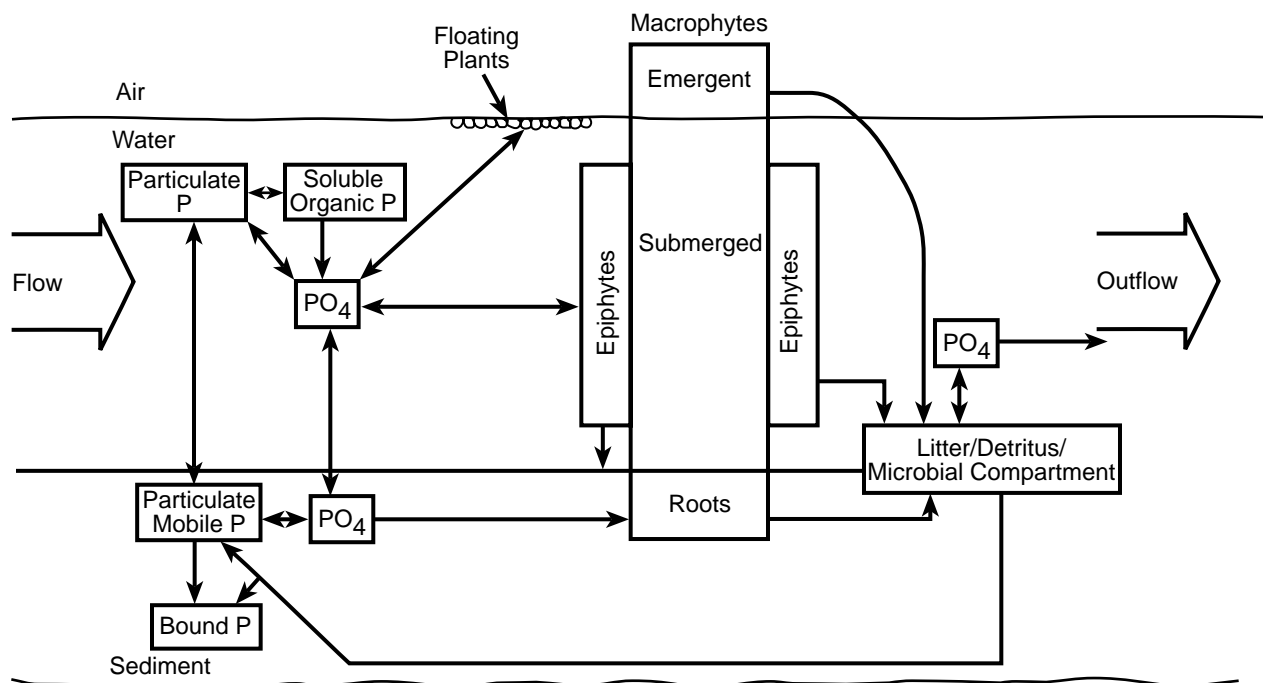 Macrophytes
Floating
Plants
Emergent
Air
Water
Particulate
P
Soluble
Organic P
Submerged
Flow
PO4
Epiphytes
Epiphytes
Outflow
PO4
Litter/Detritus/
Microbial Compartment
Particulate
Mobile P
PO4
Roots
Bound P
Sediment